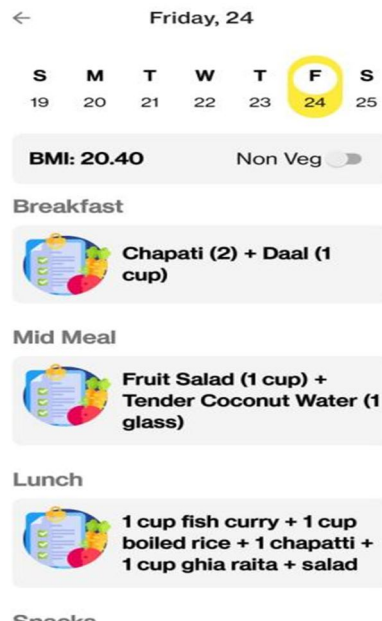 Friday, 24
S M T W T F S
19 20 21 22 23 24 25
BMI: 20.40 Non Veg
Breakfast
Chapati (2) + Daal (1
cup)
Mid Meal
Fruit Salad (1 cup) +
Tender Coconut Water (1
glass)
Lunch
1 cup fish curry + 1 cup
boiled rice + 1 chapatti +
1 cup ghia raita + salad
Snacks